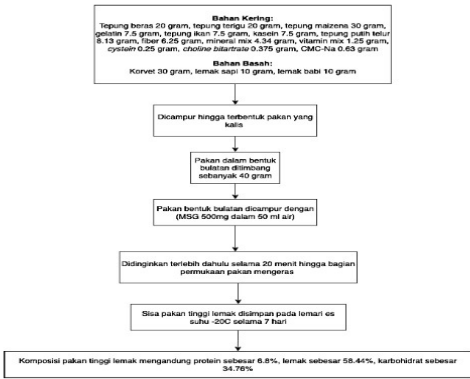 Bahan Kering:
Tepung beras 20 gram, tepung terigu 20 gram, tepung maizena 30 gram,
gelatin 7.5 gram, tepung ikan 7.5 gram, kasein 7.5 gram, tepung putih telur
8.13 gram, fiber 6.25 gram, mineral mix 4.34 gram, vitamin mix 1.25 gram,
cystein 0.25 gram, choline bitartrate 0.375 gram, CMC-Na 0.63 gram
Bahan Basah:
Korvet 30 gram, lemak sapi 10 gram, lemak babi 10 gram
Dicampur hingga terbentuk pakan yang
kalis
Pakan dalam bentuk
bulatan ditimbang
sebanyak 40 gram
Pakan bentuk bulatan dicampur dengan
(MSG 500mg dalam 50 ml air)
Didinginkan terlebih dahulu selama 20 menit hingga bagian
permukaan pakan mengeras
Sisa pakan tinggi lemak disimpan pada lemari es
suhu -20C selama 7 hari
Komposisi pakan tinggi lemak mengandung protein sebesar 6.8%, lemak sebesar 58.44%, karbohidrat sebesar
34.76%